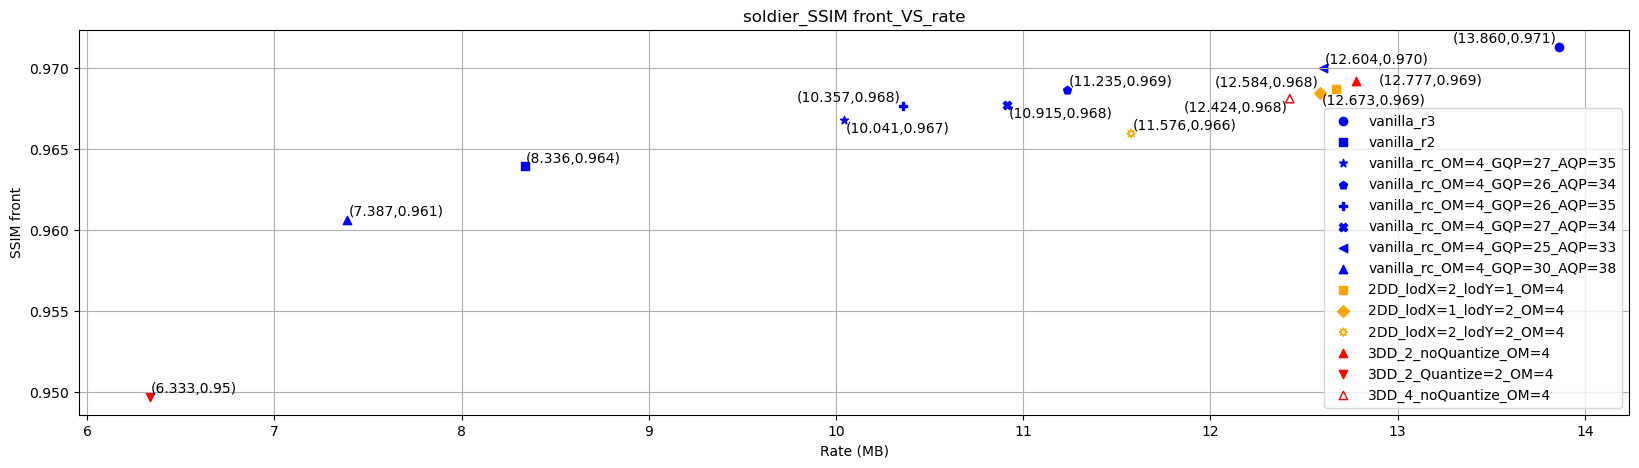 soldier_SSIM front_VS_rate
(13.860,0.971)
(12.604,0.970)
(12.584,0.968)
(12.777,0.969)
(11.235,0.969)
(10.357,0.968)
(12.673,0.969)
(12.424,0.968)
(10.915,0.968)
(10.041,0.967)
(11.576,0.966)
(8.336,0.964)
(7.387,0.961)
(6.333,0.95)
0.970
0.965
0.960
0.955
0.950
SSIM front
vanilla_r3
vanilla_r2
vanilla_rc_OM=4_GQP=27_AQP=35
vanilla_rc_OM=4_GQP=26_AQP=34
vanilla_rc_OM=4_GQP=26_AQP=35
vanilla_rc_OM=4_GQP=27_AQP=34
vanilla_rc_OM=4_GQP=25_AQP=33
vanilla_rc_OM=4_GQP=30_AQP=38
2DD_lodX=2_lodY=1_OM=4
2DD_lodX=1_lodY=2_OM=4
2DD_lodX=2_lodY=2_OM=4
3DD_2_noQuantize_OM=4
3DD_2_Quantize=2_OM=4
3DD_4_noQuantize_OM=4
6 7 8 9 10 11 12 13 14
Rate (MB)